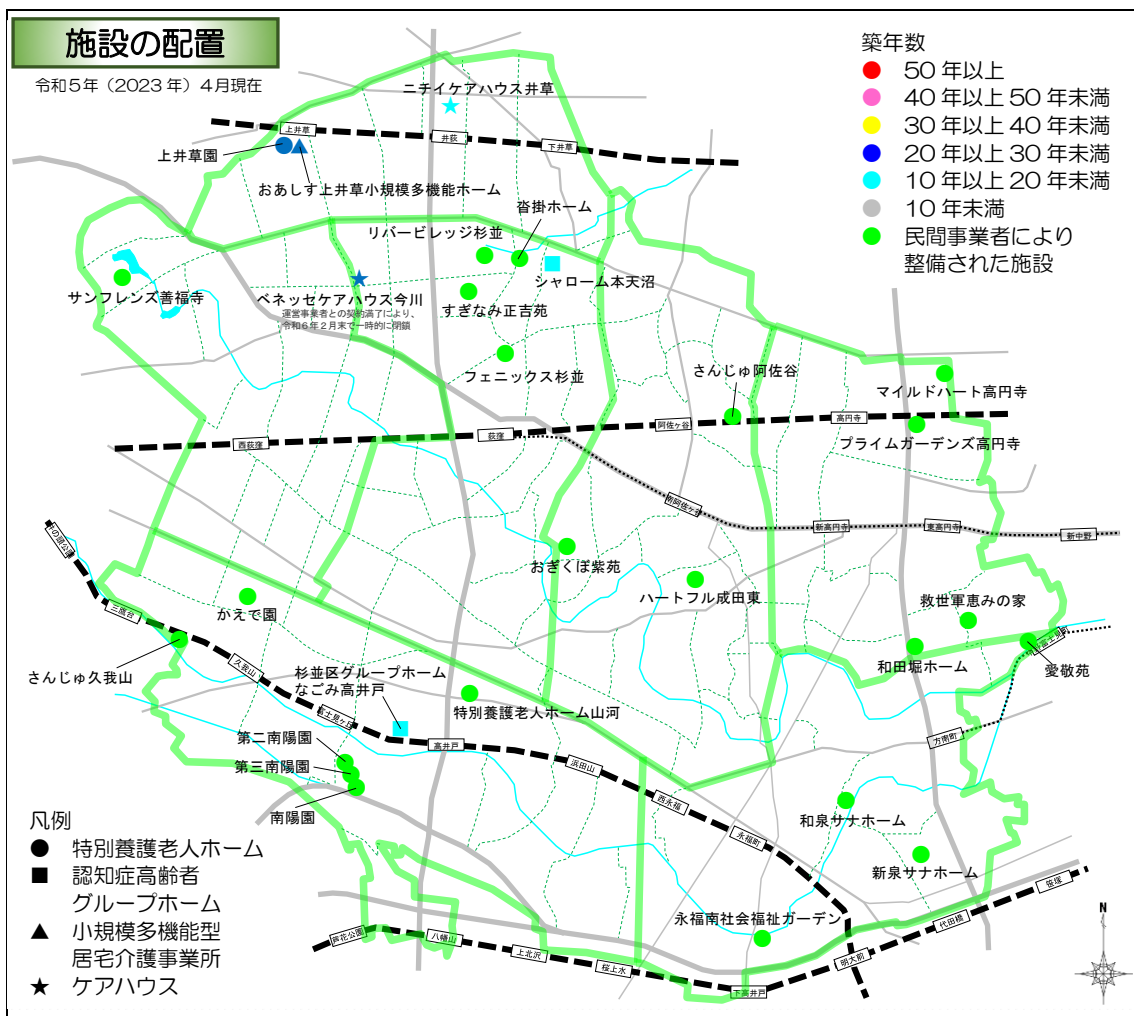 施設の配置
令和5年（2023年）4月現在
築年数
50年以上
40年以上50年未満
30年以上40年未満
20年以上30年未満
10年以上20年未満
10年未満
民間事業者により
整備された施設
ニチイケアハウス井草
上井草
井荻
下井草
上井草園
おあしす上井草小規模多機能ホーム
沓掛ホーム
リバービレッジ杉並
シャローム本天沼
サンフレンズ善福寺
ベネッセケアハウス今川
運営事業者との契約満了により、
令和6年2月末で一時的に閉鎖
すぎなみ正吉苑
フェニックス杉並
さんじゅ阿佐谷
マイルドハート高円寺
プライムガーデンズ高円寺
西荻窪
荻窪
阿佐ヶ谷
高円寺
南阿佐ヶ谷
新高円寺
東高円寺
新中野
おぎくぼ紫苑
ハートフル成田東
救世軍恵みの家
和田堀ホーム
愛敬苑
かえで園
さんじゅ久我山
三鷹台
久我山
富士見ヶ丘
高井戸
浜田山
西永福
永福町
方南町
杉並区グループホーム
なごみ高井戸
特別養護老人ホーム山河
第二南陽園
第三南陽園
南陽園
和泉サナホーム
新泉サナホーム
永福南社会福祉ガーデン
芦花公園
八幡山
上北沢
桜上水
下高井戸
明大前
代田橋
笹塚
凡例
特別養護老人ホーム
認知症高齢者
グループホーム
小規模多機能型
居宅介護事業所
ケアハウス
N